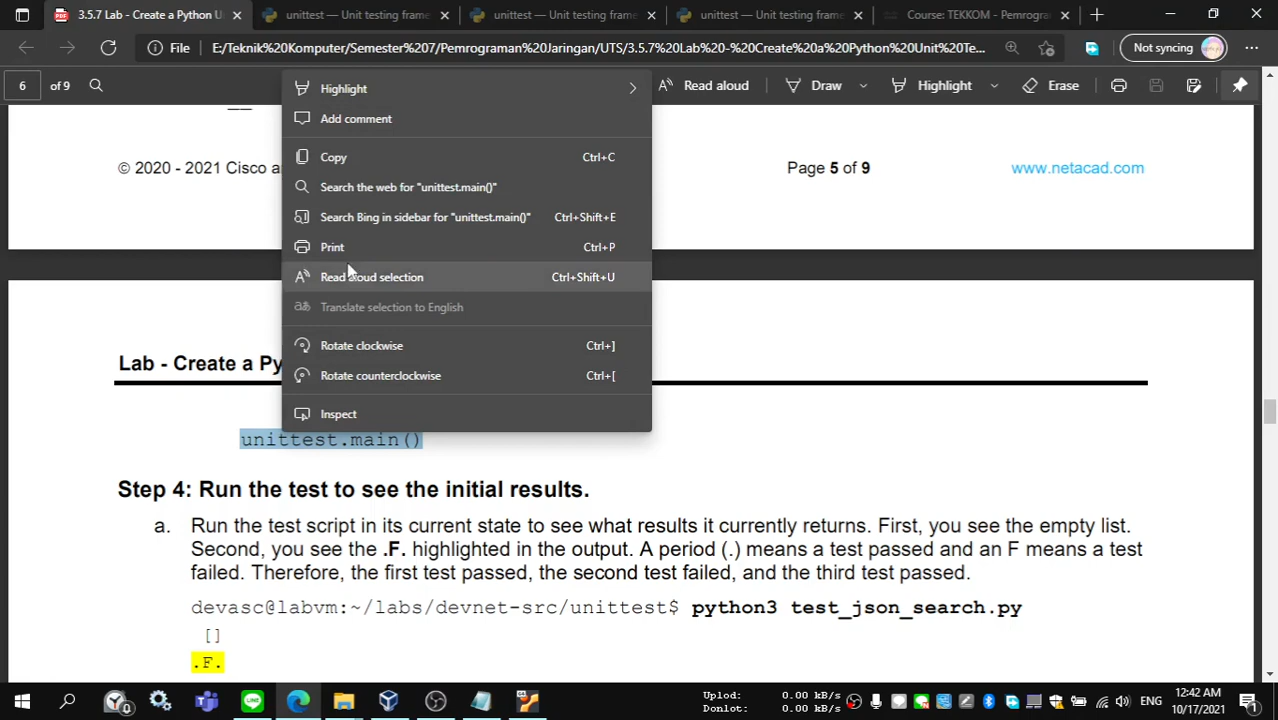 3.5.7 Lab - Create a Python U
unittest — Unit testing fram
unittest — Unit testing fram
unittest — Unit testing fram
Course: TEKKOM - Pemrogra
File
E:/Teknik%20Komputer/Semester%207/Pemrograman%20Jaringan/UTS/3.5.7%20Lab%20-%20Create%20a%20Python%20Unit%20Te...
Not syncing
6 of 9
Read aloud
Draw
Highlight
Erase
Highlight
Add comment
Copy Ctrl+C
Search the web for "unittest.main()"
Search Bing in sidebar for "unittest.main()" Ctrl+Shift+E
Print Ctrl+P
Read aloud selection Ctrl+Shift+U
Translate selection to English
Rotate clockwise Ctrl+]
Rotate counterclockwise Ctrl+[
Inspect
© 2020 - 2021 Cisco an
Page 5 of 9
www.netacad.com
Lab - Create a Py
unittest.main()
Step 4: Run the test to see the initial results.
a. Run the test script in its current state to see what results it currently returns. First, you see the empty list.
Second, you see the .F. highlighted in the output. A period (.) means a test passed and an F means a test
failed. Therefore, the first test passed, the second test failed, and the third test passed.
devasc@labvm:~/labs/devnet-src/unittest$ python3 test_json_search.py
[]
.F.
Uplod: 0.00 kB/s
Donlot: 0.00 kB/s
ENG
12:42 AM
10/17/2021